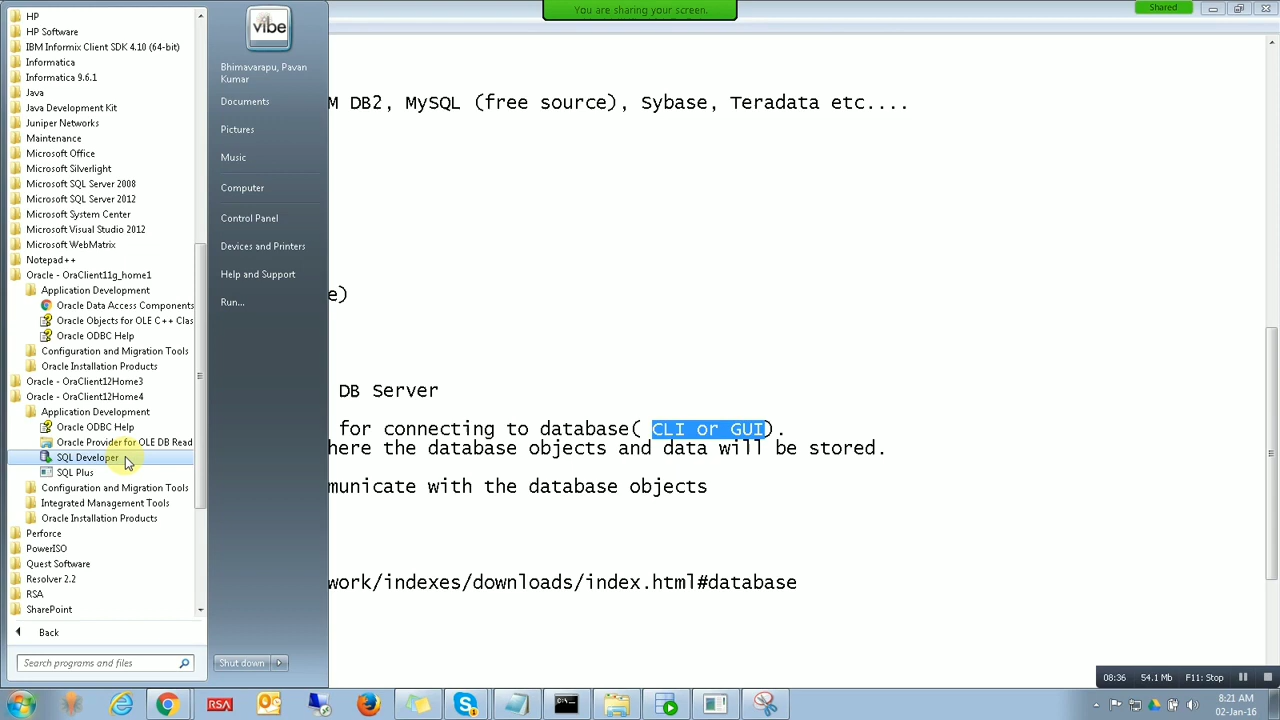 You are sharing your screen.
Shared
HP
HP Software
IBM Informix Client SDK 4.10 (64-bit)
Informatica
Informatica 9.6.1
Java
Java Development Kit
Juniper Networks
Maintenance
Microsoft Office
Microsoft Silverlight
Microsoft SQL Server 2008
Microsoft SQL Server 2012
Microsoft System Center
Microsoft Visual Studio 2012
Microsoft WebMatrix
Notepad++
Oracle - OraClient11g_home1
Application Development
Oracle Data Access Components
Oracle Objects for OLE C++ Clas
Oracle ODBC Help
Configuration and Migration Tools
Oracle Installation Products
Oracle - OraClient12Home3
Oracle - OraClient12Home4
Application Development
Oracle ODBC Help
Oracle Provider for OLE DB Read
SQL Developer
SQL Plus
Configuration and Migration Tools
Integrated Management Tools
Oracle Installation Products
Perforce
PowerISO
Quest Software
Resolver 2.2
RSA
SharePoint
Back
Search programs and files
vibe
Bhimavarapu, Pavan
Kumar
Documents
Pictures
Music
Computer
Control Panel
Devices and Printers
Help and Support
Run...
Shut down
M DB2, MySQL (free source), Sybase, Teradata etc....
e)
DB Server
for connecting to database( CLI or GUI).
here the database objects and data will be stored.
municate with the database objects
work/indexes/downloads/index.html#database
08:36 54.1 Mb F11: Stop
RSA
8:21 AM
02-Jan-16